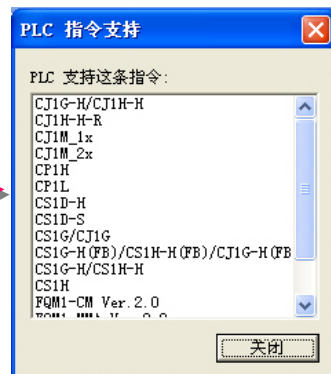 PLC 指令支持
PLC 支持这条指令:
CJ1G-H/CJ1H-H
CJ1H-H-R
CJ1M_1x
CJ1M_2x
CP1H
CP1L
CS1D-H
CS1D-S
CS1G/CJ1G
CS1G-H(FB)/CS1H-H(FB)/CJ1G-H(FB
CS1G-H/CS1H-H
CS1H
FQM1-CM Ver.2.0
关闭